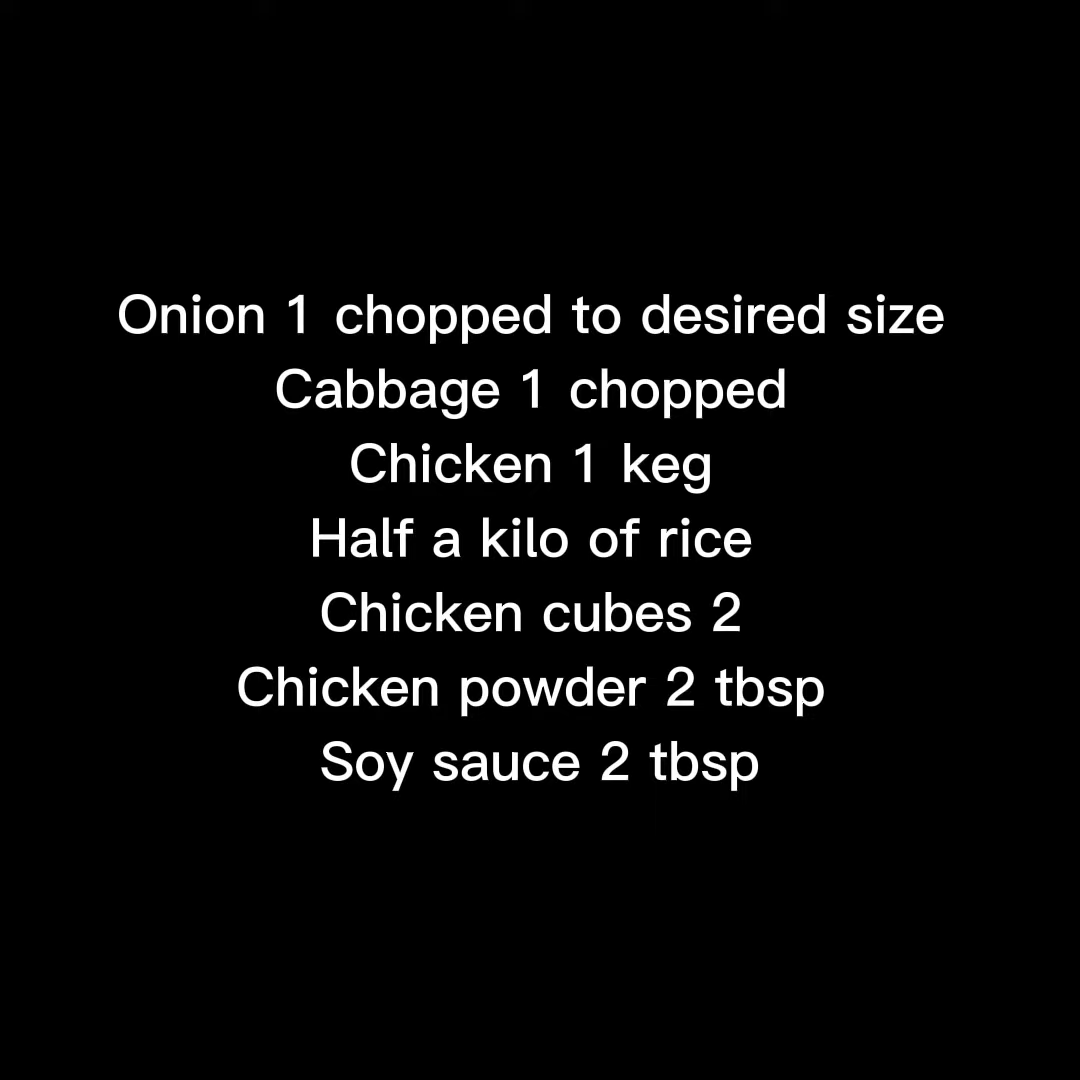 Onion 1 chopped to desired size
Cabbage 1 chopped
Chicken 1 keg
Half a kilo of rice
Chicken cubes 2
Chicken powder 2 tbsp
Soy sauce 2 tbsp